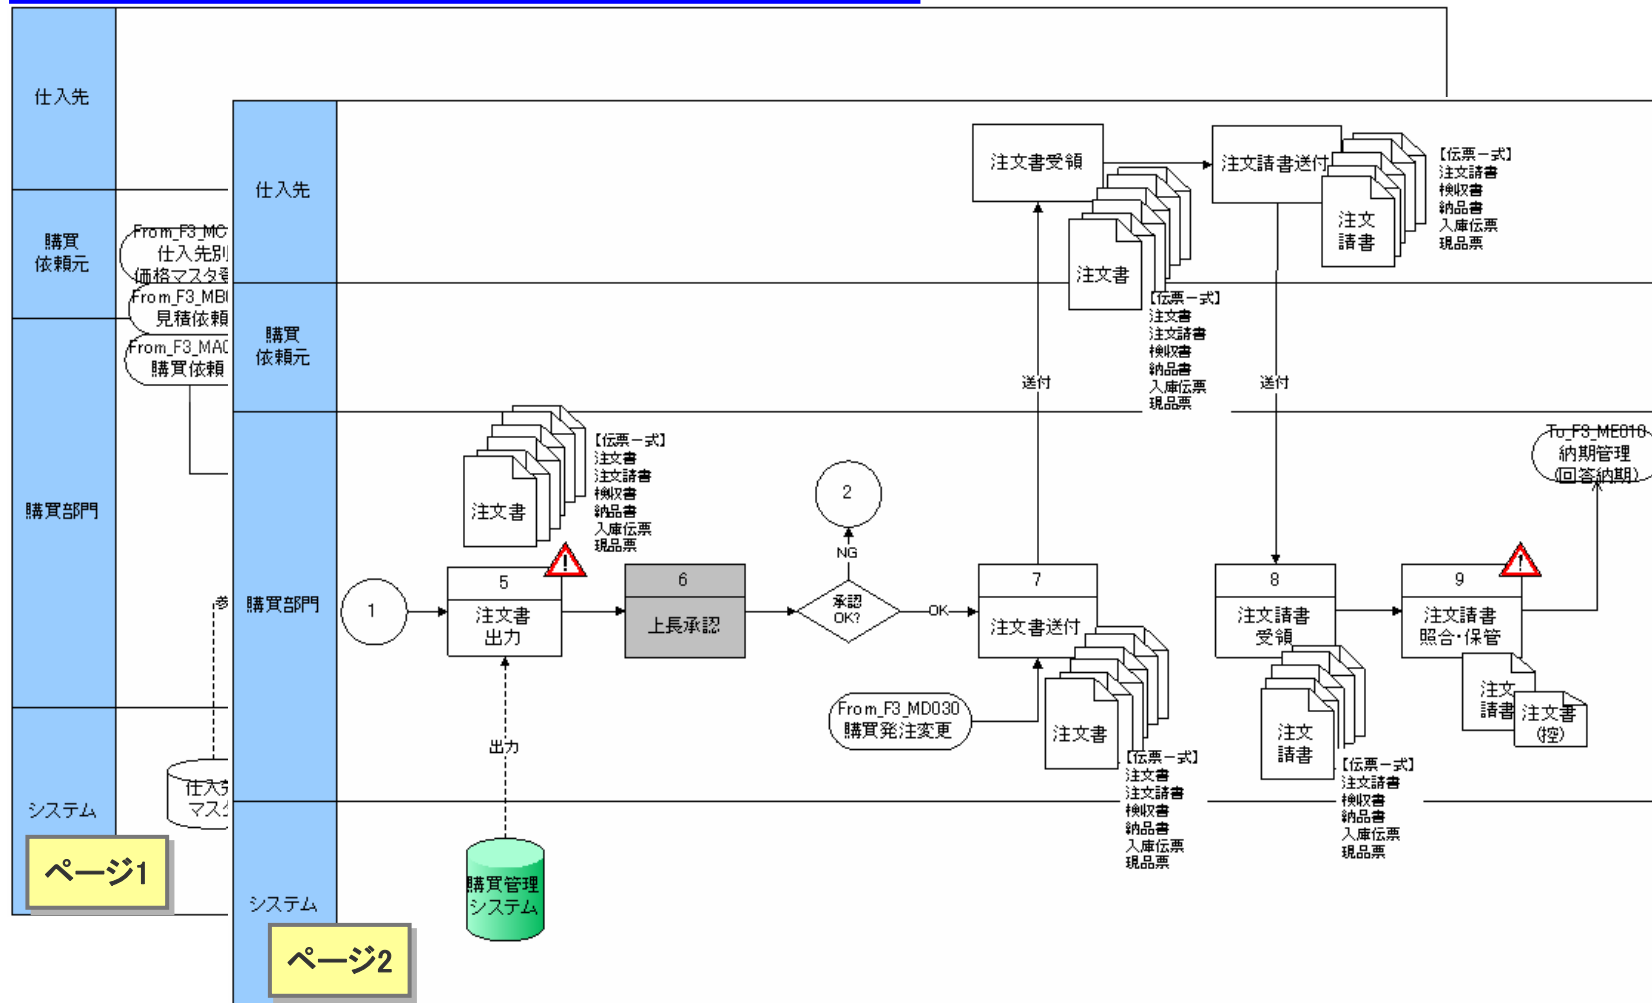 仕入先
購買
依頼元
購買部門
システム
ページ1
From_F3_MC
仕入先別
価格マスタ登
From_F3_MB0
見積依頼
From_F3_MA0
購買依頼
参
仕入先
マスタ
仕入先
購買
依頼元
購買部門
システム
ページ2
注文書受領
注文書
【伝票一式】
注文書
注文請書
検収書
納品書
入庫伝票
現品票
注文請書送付
注文
請書
【伝票一式】
注文請書
検収書
納品書
入庫伝票
現品票
送付
送付
注文書
【伝票一式】
注文書
注文請書
検収書
納品書
入庫伝票
現品票
1
5
注文書
出力
6
上長承認
2
NG
承認
OK?
OK
7
注文書送付
From_F3_MD030
購買発注変更
注文書
【伝票一式】
注文書
注文請書
検収書
納品書
入庫伝票
現品票
8
注文請書
受領
注文
請書
【伝票一式】
注文請書
検収書
納品書
入庫伝票
現品票
9
注文請書
照合・保管
注文
請書
注文書
(控)
To_F3_ME010
納期管理
(回答納期)
出力
購買管理
システム